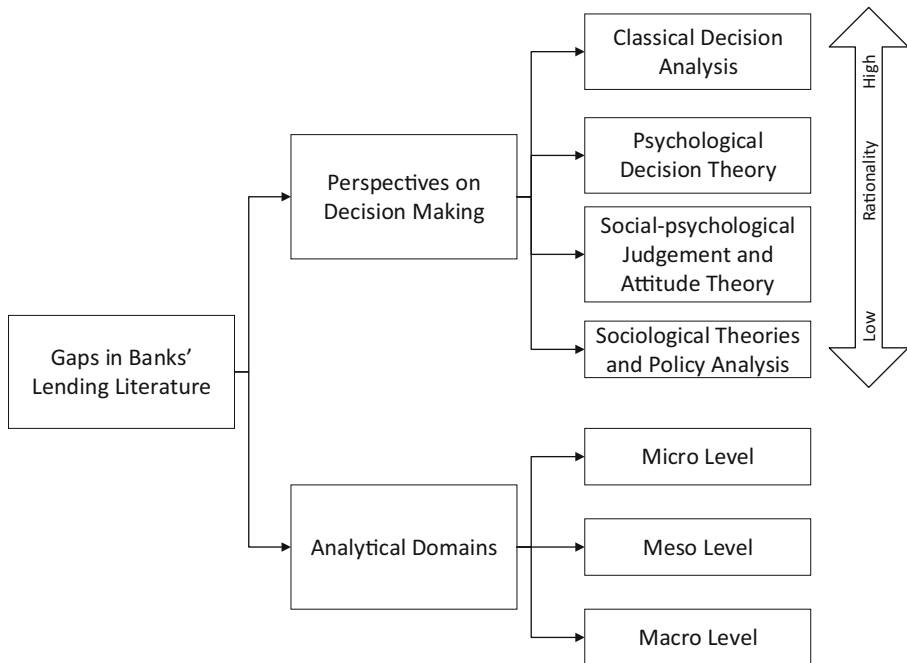 Classical Decision
Analysis
High
Psychological
Decision Theory
Perspectives on
Decision Making
Rationality
Social-psychological
Judgement and
Attitude Theory
Low
Sociological Theories
and Policy Analysis
Gaps in Banks’
Lending Literature
Micro Level
Analytical Domains
Meso Level
Macro Level